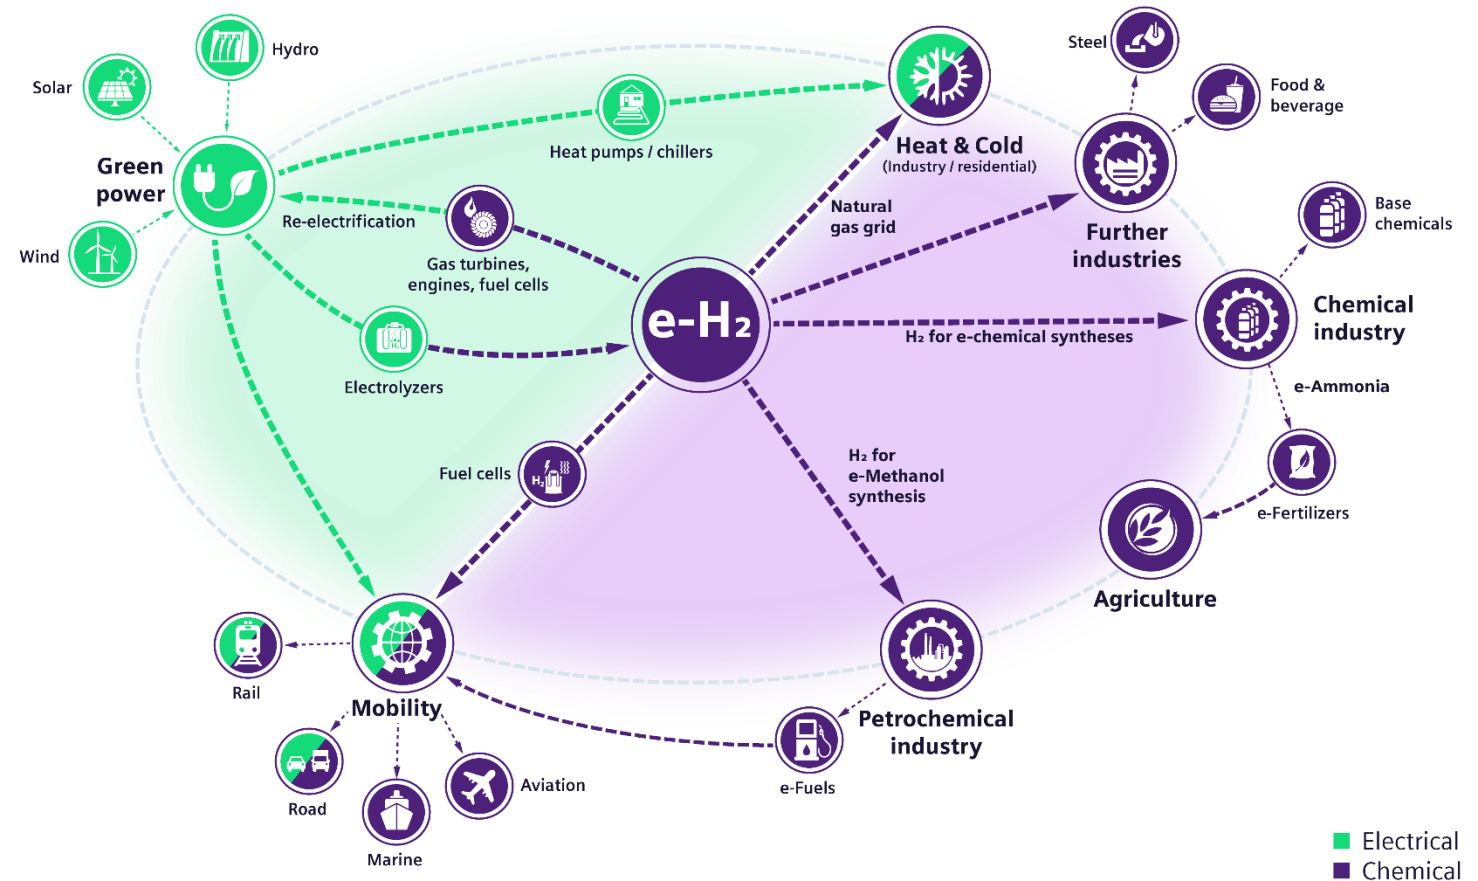 Hydro
Solar
Green
power
Wind
Heat pumps / chillers
Re-electrification
Gas turbines,
engines, fuel cells
Electrolyzers
e-H₂
Heat & Cold
(Industry / residential)
Natural
gas grid
Steel
Food &
beverage
Further
industries
Base
chemicals
Chemical
industry
H₂ for e-chemical syntheses
e-Ammonia
e-Fertilizers
Agriculture
H₂ for
e-Methanol
synthesis
Fuel cells
H₂
Mobility
Rail
Road
Marine
Aviation
Petrochemical
industry
e-Fuels
Electrical
Chemical